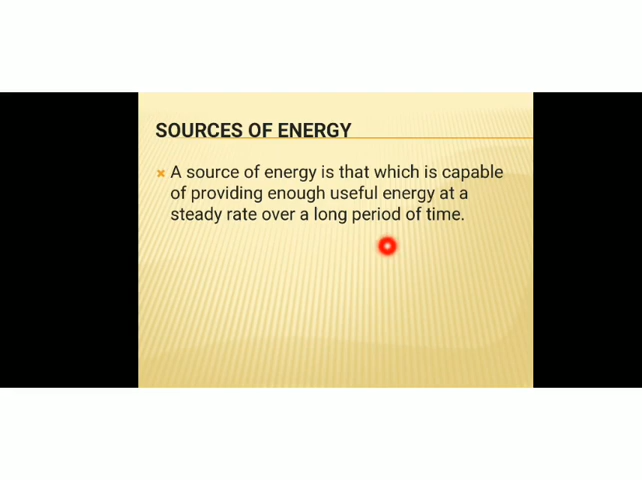 SOURCES OF ENERGY
A source of energy is that which is capable
of providing enough useful energy at a
steady rate over a long period of time.